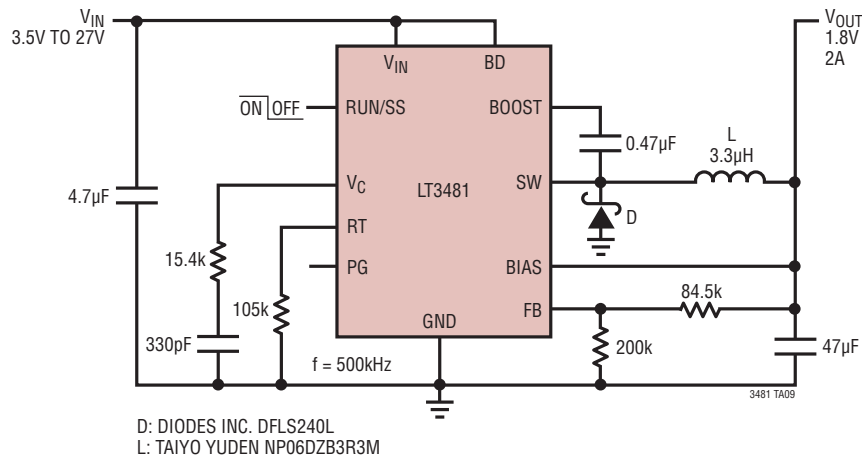 VIN
3.5V TO 27V
VOUT
1.8V
2A
VIN
BD
ON OFF
RUN/SS
BOOST
0.47µF
L
3.3µH
4.7µF
VC
LT3481
SW
D
15.4k
RT
PG
BIAS
105k
84.5k
FB
GND
330pF
f = 500kHz
200k
47µF
3481 TA09
D: DIODES INC. DFLS240L
L: TAIYO YUDEN NP06DZB3R3M